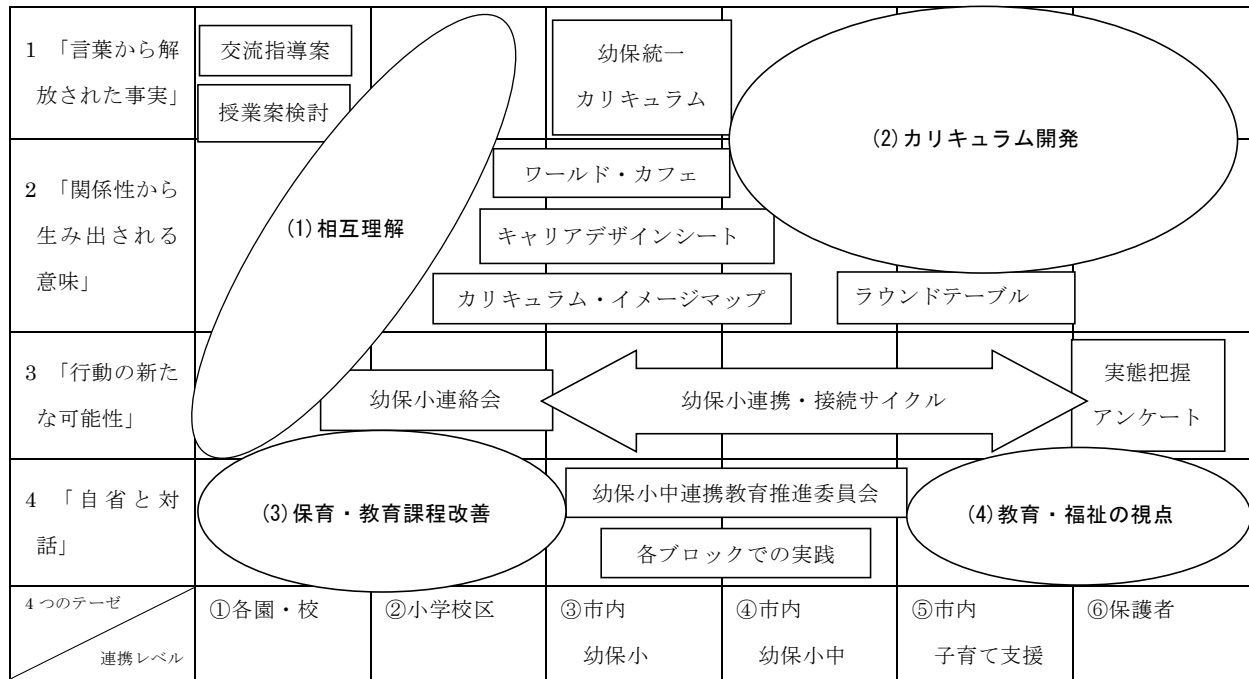 1 「言葉から解
放された事実」
交流指導案
授業案検討
幼保統一
カリキュラム
(2)カリキュラム開発
2 「関係性から
生み出される
意味」
(1)相互理解
ワールド・カフェ
キャリアデザインシート
カリキュラム・イメージマップ
ラウンドテーブル
3 「行動の新た
な可能性」
幼保小連絡会
幼保小連携・接続サイクル
実態把握
アンケート
4 「自省と対
話」
(3)保育・教育課程改善
幼保小中連携教育推進委員会
各ブロックでの実践
(4)教育・福祉の視点
4つのテーゼ
連携レベル
①各園・校
②小学校区
③市内
幼保小
④市内
幼保小中
⑤市内
子育て支援
⑥保護者